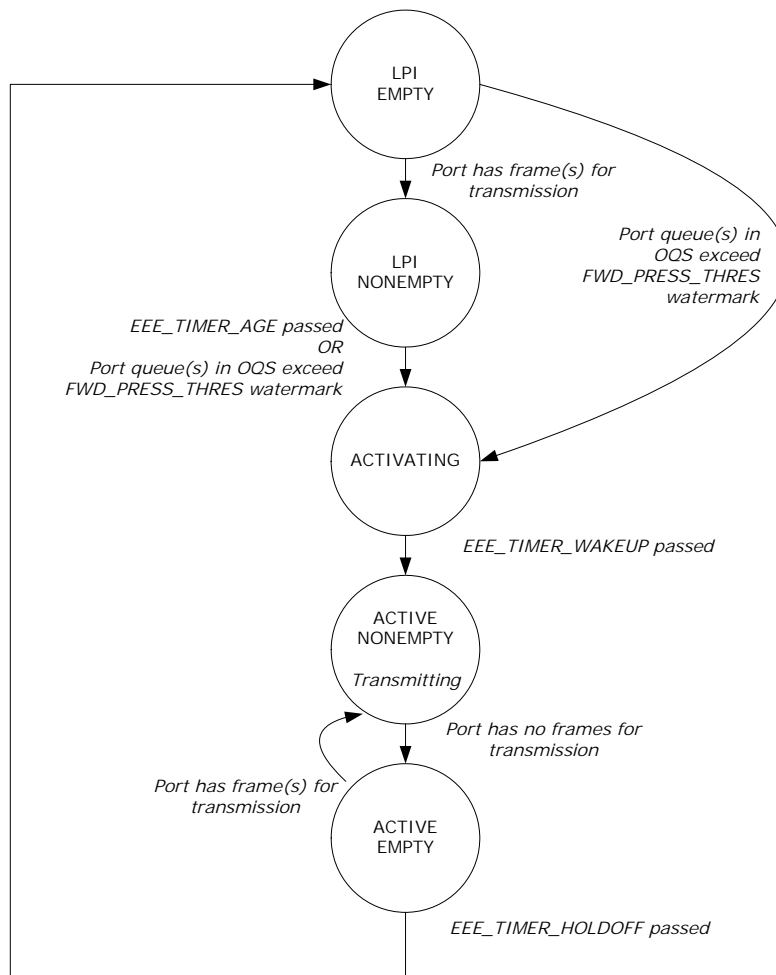 LPI
EMPTY
Port has frame(s) for
transmission
Port queue(s) in
OQS exceed
FWD_PRESS_THRES
watermark
LPI
NONEMPTY
EEE_TIMER_AGE passed
OR
Port queue(s) in OQS exceed
FWD_PRESS_THRES watermark
ACTIVATING
EEE_TIMER_WAKEUP passed
ACTIVE
NONEMPTY
Transmitting
Port has no frames for
transmission
Port has frame(s) for
transmission
ACTIVE
EMPTY
EEE_TIMER_HOLDOFF passed